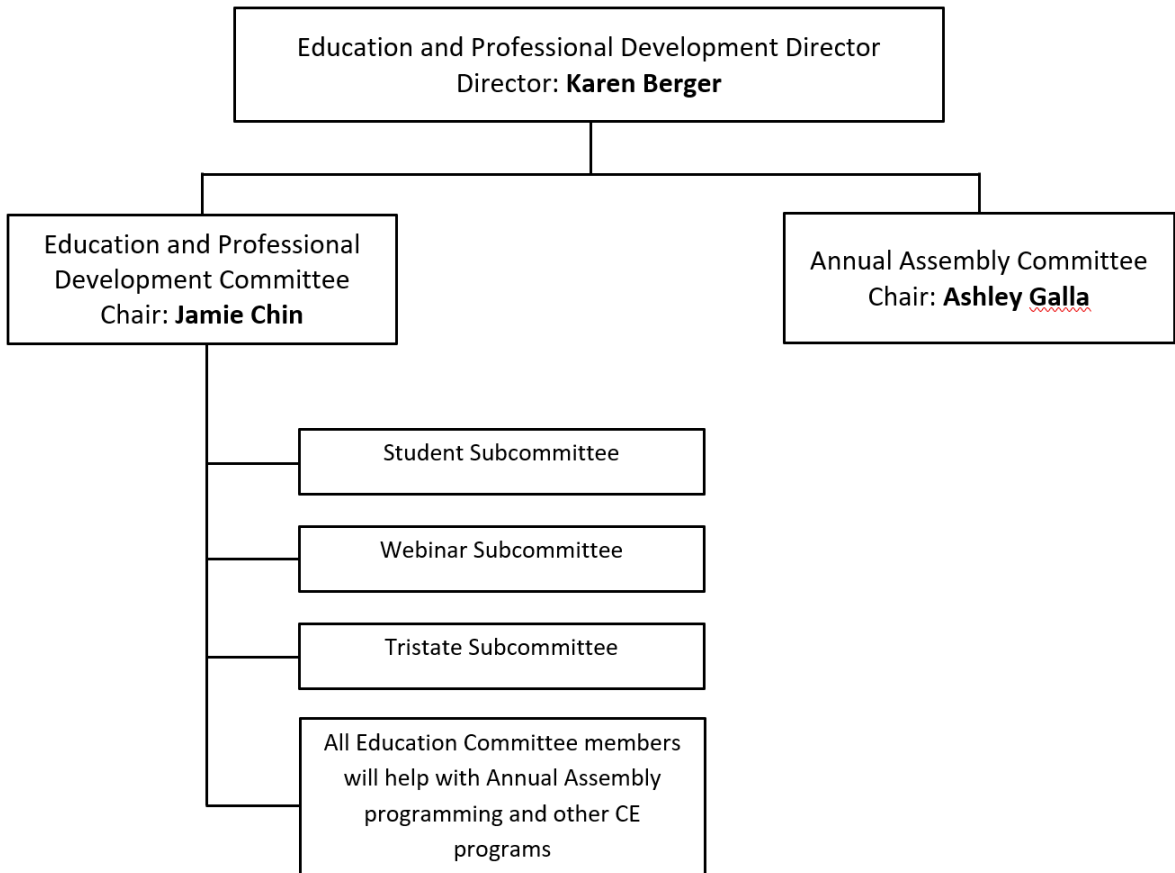 Education and Professional Development Director
Director: Karen Berger
Education and Professional
Development Committee
Chair: Jamie Chin
Annual Assembly Committee
Chair: Ashley Galla
Student Subcommittee
Webinar Subcommittee
Tristate Subcommittee
All Education Committee members
will help with Annual Assembly
programming and other CE
programs